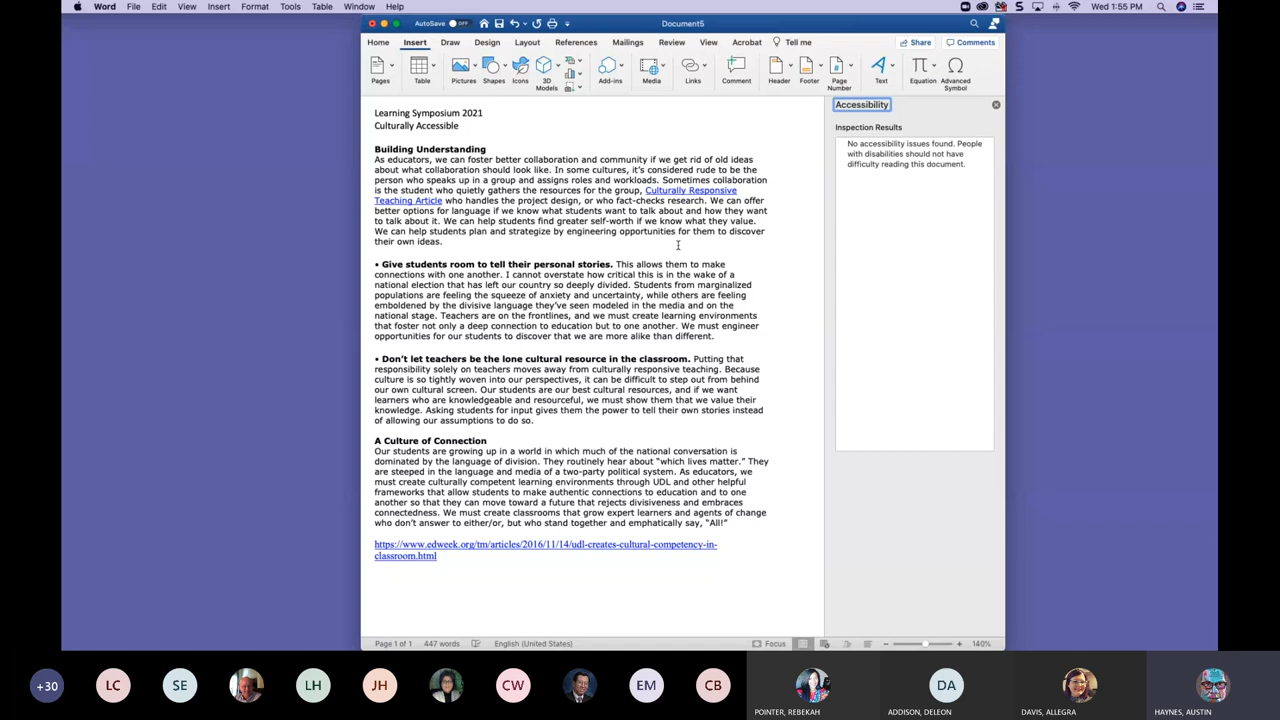 Word File Edit View Insert Format Tools Table Window Help
Wed 1:55 PM
AutoSave OFF
Document5
Home Insert Draw Design Layout References Mailings Review View Acrobat Tell me
Share Comments
Pages Table Pictures Shapes Icons 3D Models Add-ins Media Links Comment Header Footer Page Number Text Equation Advanced Symbol
Learning Symposium 2021
Culturally Accessible
Building Understanding
As educators, we can foster better collaboration and community if we get rid of old ideas
about what collaboration should look like. In some cultures, it's considered rude to be the
person who speaks up in a group and assigns roles and workloads. Sometimes collaboration
is the student who quietly gathers the resources for the group, Culturally Responsive
Teaching Article who handles the project design, or who fact-checks research. We can offer
better options for language if we know what students want to talk about and how they want
to talk about it. We can help students find greater self-worth if we know what they value.
We can help students plan and strategize by engineering opportunities for them to discover
their own ideas.
• Give students room to tell their personal stories. This allows them to make
connections with one another. I cannot overstate how critical this is in the wake of a
national election that has left our country so deeply divided. Students from marginalized
populations are feeling the squeeze of anxiety and uncertainty, while others are feeling
emboldened by the divisive language they've seen modeled in the media and on the
national stage. Teachers are on the frontlines, and we must create learning environments
that foster not only a deep connection to education but to one another. We must engineer
opportunities for our students to discover that we are more alike than different.
• Don't let teachers be the lone cultural resource in the classroom. Putting that
responsibility solely on teachers moves away from culturally responsive teaching. Because
culture is so tightly woven into our perspectives, it can be difficult to step out from behind
our own cultural screen. Our students are our best cultural resources, and if we want
learners who are knowledgeable and resourceful, we must show them that we value their
knowledge. Asking students for input gives them the power to tell their own stories instead
of allowing our assumptions to do so.
A Culture of Connection
Our students are growing up in a world in which much of the national conversation is
dominated by the language of division. They routinely hear about "which lives matter." They
are steeped in the language and media of a two-party political system. As educators, we
must create culturally competent learning environments through UDL and other helpful
frameworks that allow students to make authentic connections to education and to one
another so that they can move toward a future that rejects divisiveness and embraces
connectedness. We must create classrooms that grow expert learners and agents of change
who don't answer to either/or, but who stand together and emphatically say, "All!"
https://www.edweek.org/tm/articles/2016/11/14/udl-creates-cultural-competency-in-
classroom.html
Accessibility
Inspection Results
No accessibility issues found. People
with disabilities should not have
difficulty reading this document.
Page 1 of 1 447 words English (United States) Focus 140%
+30 LC SE LH JH CW EM CB DA
POINTER, REBEKAH ADDISON, DELEON DAVIS, ALLEGRA HAYNES, AUSTIN